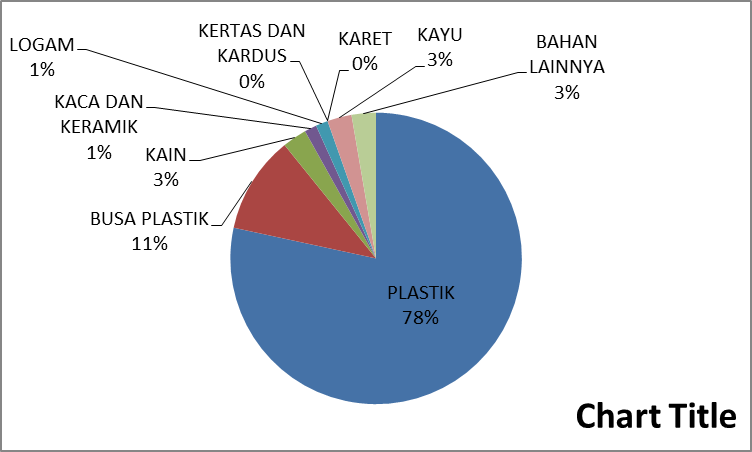 LOGAM
1%
KERTAS DAN
KARDUS
0%
KARET
0%
KAYU
3%
BAHAN
LAINNYA
3%
KACA DAN
KERAMIK
1%
KAIN
3%
BUSA PLASTIK
11%
PLASTIK
78%
Chart Title